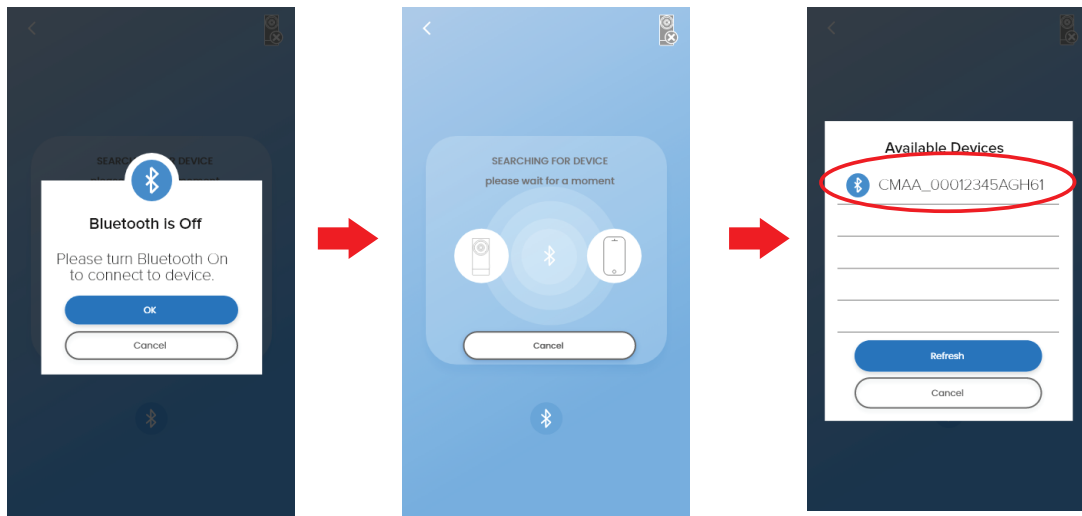 Bluetooth is Off
Please turn Bluetooth On
to connect to device.
OK
Cancel
SEARCHING FOR DEVICE
please wait for a moment
Cancel
Available Devices
CMAA_00012345AGH61
Refresh
Cancel